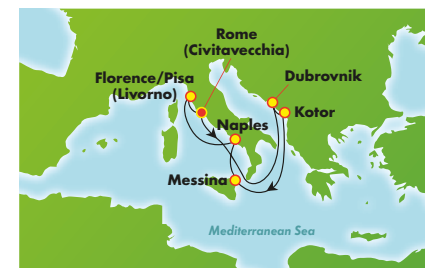 Rome
(Civitavecchia)
Florence/Pisa
(Livorno)
Dubrovnik
Kotor
Naples
Messina
Mediterranean Sea